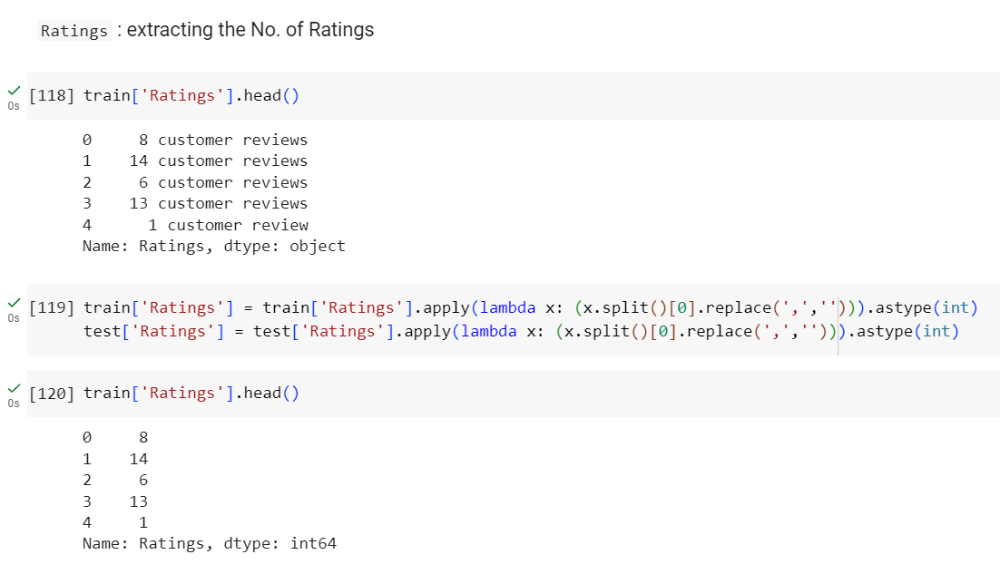 Ratings : extracting the No. of Ratings
[118] train['Ratings'].head()
0s
0     8 customer reviews
1    14 customer reviews
2     6 customer reviews
3    13 customer reviews
4      1 customer review
Name: Ratings, dtype: object
[119] train['Ratings'] = train['Ratings'].apply(lambda x: (x.split()[0].replace(',',''))).astype(int)
0s
test['Ratings'] = test['Ratings'].apply(lambda x: (x.split()[0].replace(',',''))).astype(int)
[120] train['Ratings'].head()
0s
0     8
1    14
2     6
3    13
4     1
Name: Ratings, dtype: int64